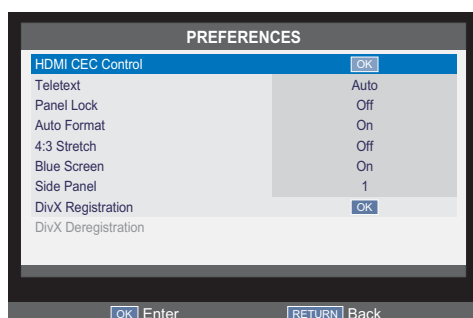 PREFERENCES
HDMI CEC Control OK
Teletext Auto
Panel Lock Off
Auto Format On
4:3 Stretch Off
Blue Screen On
Side Panel 1
DivX Registration OK
DivX Deregistration
OK Enter RETURN Back